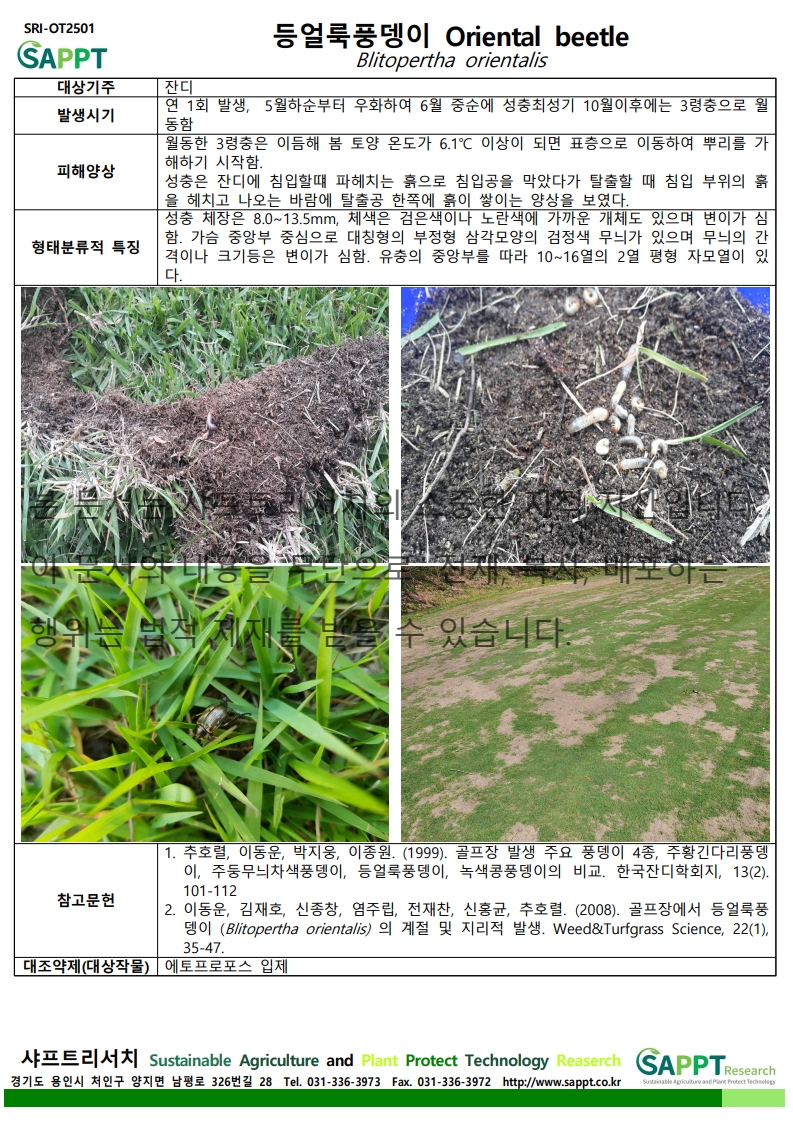 SRI-OT2501
SAPPT
등얼룩풍뎅이 Oriental beetle
Blitopertha orientalis
대상기주 잔디
발생시기 연 1회 발생, 5월하순부터 우화하여 6월 중순에 성충최성기 10월이후에는 3령충으로 월
동함
피해양상 월동한 3령충은 이듬해 봄 토양 온도가 6.1℃ 이상이 되면 표층으로 이동하여 뿌리를 가
해하기 시작함.
성충은 잔디에 침입할떄 파헤치는 흙으로 침입공을 막았다가 탈출할 때 침입 부위의 흙
을 헤치고 나오는 바람에 탈출공 한쪽에 흙이 쌓이는 양상을 보였다.
형태분류적 특징 성충 체장은 8.0~13.5mm, 체색은 검은색이나 노란색에 가까운 개체도 있으며 변이가 심
함. 가슴 중앙부 중심으로 대칭형의 부정형 삼각모양의 검정색 무늬가 있으며 무늬의 간
격이나 크기등은 변이가 심함. 유충의 중앙부를 따라 10~16열의 2열 평형 자모열이 있
다.
본 문서는 샤프트리서치의 소중한 지적 자산입니다.
이 문서의 내용을 무단으로 전재, 복사, 배포하는
행위는 법적 제재를 받을 수 있습니다.
참고문헌 1. 추호렬, 이동운, 박지웅, 이종원. (1999). 골프장 발생 주요 풍뎅이 4종, 주황긴다리풍뎅
이, 주둥무늬차색풍뎅이, 등얼룩풍뎅이, 녹색콩풍뎅이의 비교. 한국잔디학회지, 13(2).
101-112
2. 이동운, 김재호, 신종창, 염주립, 전재찬, 신홍균, 추호렬. (2008). 골프장에서 등얼룩풍
뎅이 (Blitopertha orientalis) 의 계절 및 지리적 발생. Weed&Turfgrass Science, 22(1),
35-47.
대조약제(대상작물) 에토프로포스 입제
샤프트리서치 Sustainable Agriculture and Plant Protect Technology Reaserch
경기도 용인시 처인구 양지면 남평로 326번길 28 Tel. 031-336-3973 Fax. 031-336-3972 http://www.sappt.co.kr
SAPPT Research
Sustainable Agriculture and Plant Protect Technology